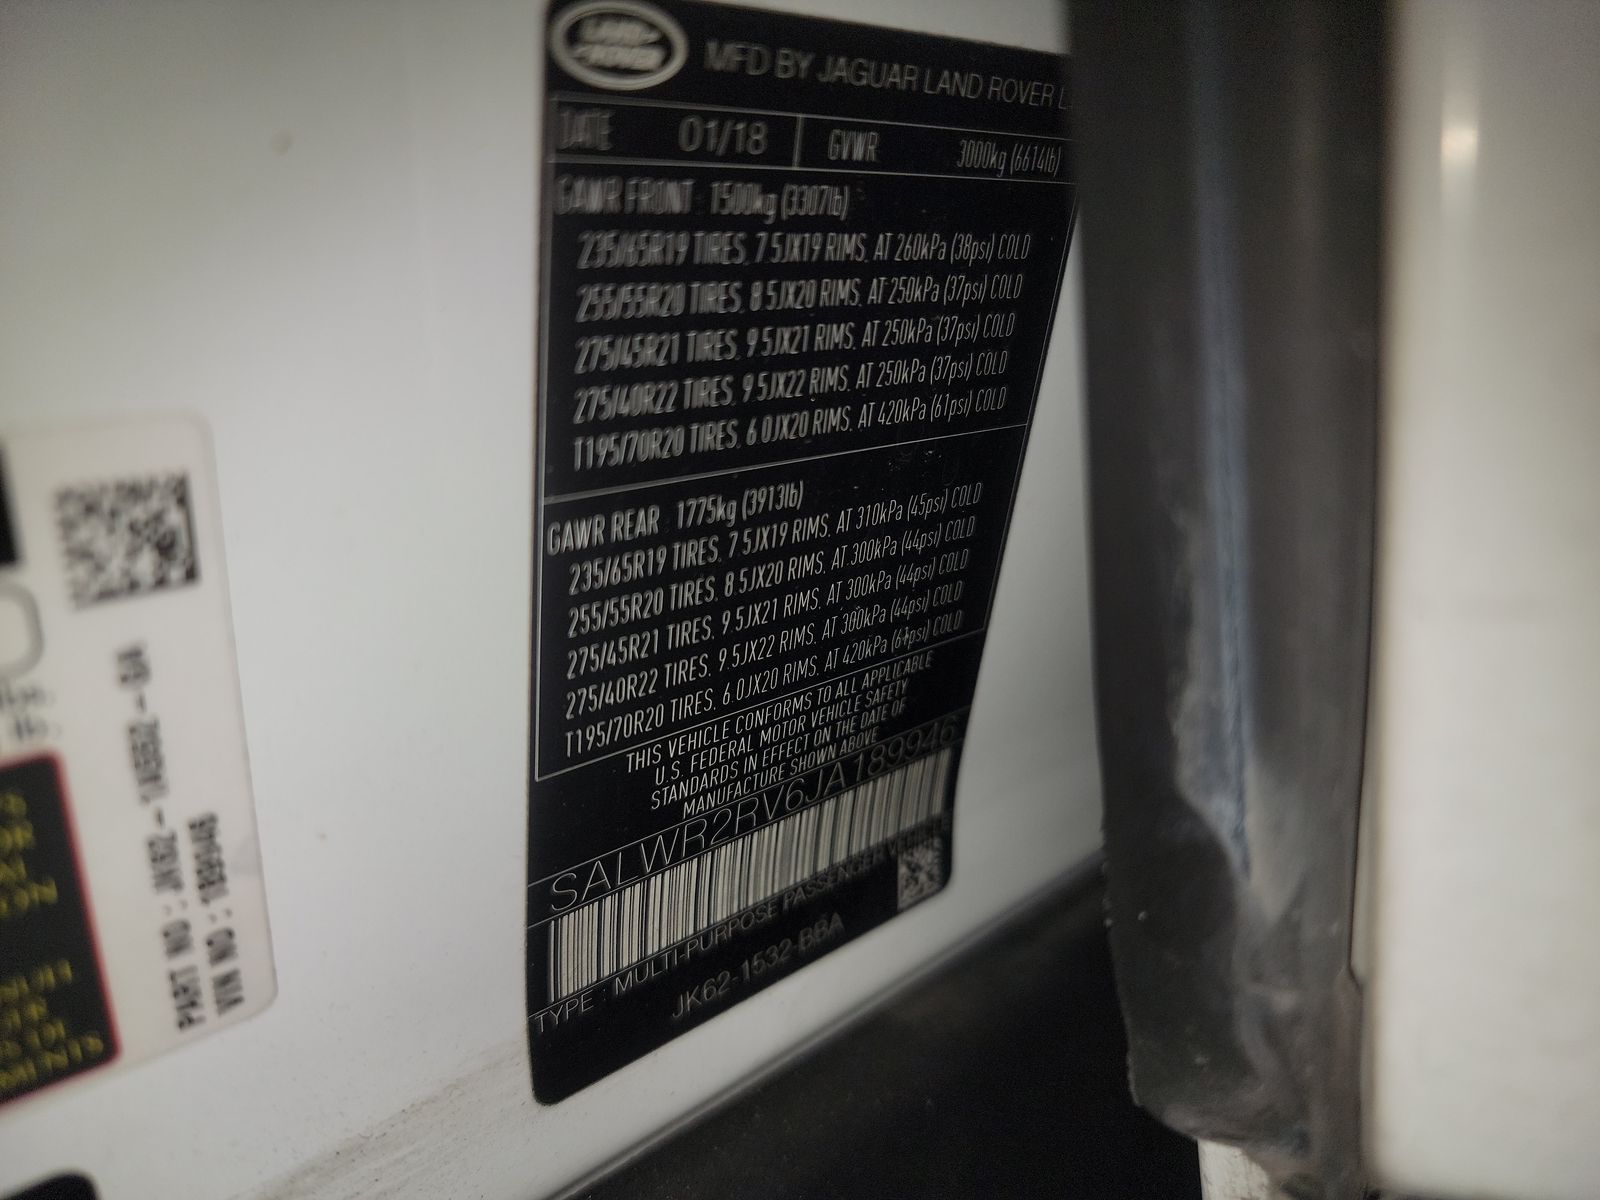 LAND ROVER
MFD BY JAGUAR LAND ROVER L
DATE 01/18 GVWR 3000kg (6614lb)
GAWR FRONT 1500kg (3307lb)
235/65R19 TIRES, 7.5JX19 RIMS, AT 260kPa (38psi) COLD
255/55R20 TIRES, 8.5JX20 RIMS, AT 250kPa (37psi) COLD
275/45R21 TIRES, 9.5JX21 RIMS, AT 250kPa (37psi) COLD
275/40R22 TIRES, 9.5JX22 RIMS, AT 250kPa (37psi) COLD
T195/70R20 TIRES, 6.0JX20 RIMS, AT 420kPa (61psi) COLD
GAWR REAR 1775kg (3913lb)
235/65R19 TIRES, 7.5JX19 RIMS, AT 310kPa (45psi) COLD
255/55R20 TIRES, 8.5JX20 RIMS, AT 300kPa (44psi) COLD
275/45R21 TIRES, 9.5JX21 RIMS, AT 300kPa (44psi) COLD
275/40R22 TIRES, 9.5JX22 RIMS, AT 300kPa (44psi) COLD
T195/70R20 TIRES, 6.0JX20 RIMS, AT 420kPa (61psi) COLD
THIS VEHICLE CONFORMS TO ALL APPLICABLE
U.S. FEDERAL MOTOR VEHICLE SAFETY
STANDARDS IN EFFECT ON THE DATE OF
MANUFACTURE SHOWN ABOVE
SALWR2RV6JA189946
TYPE : MULTI-PURPOSE PASSENGER VEHICLE
JK62-1532-BBA
VIN NO : 189946
PART NO :